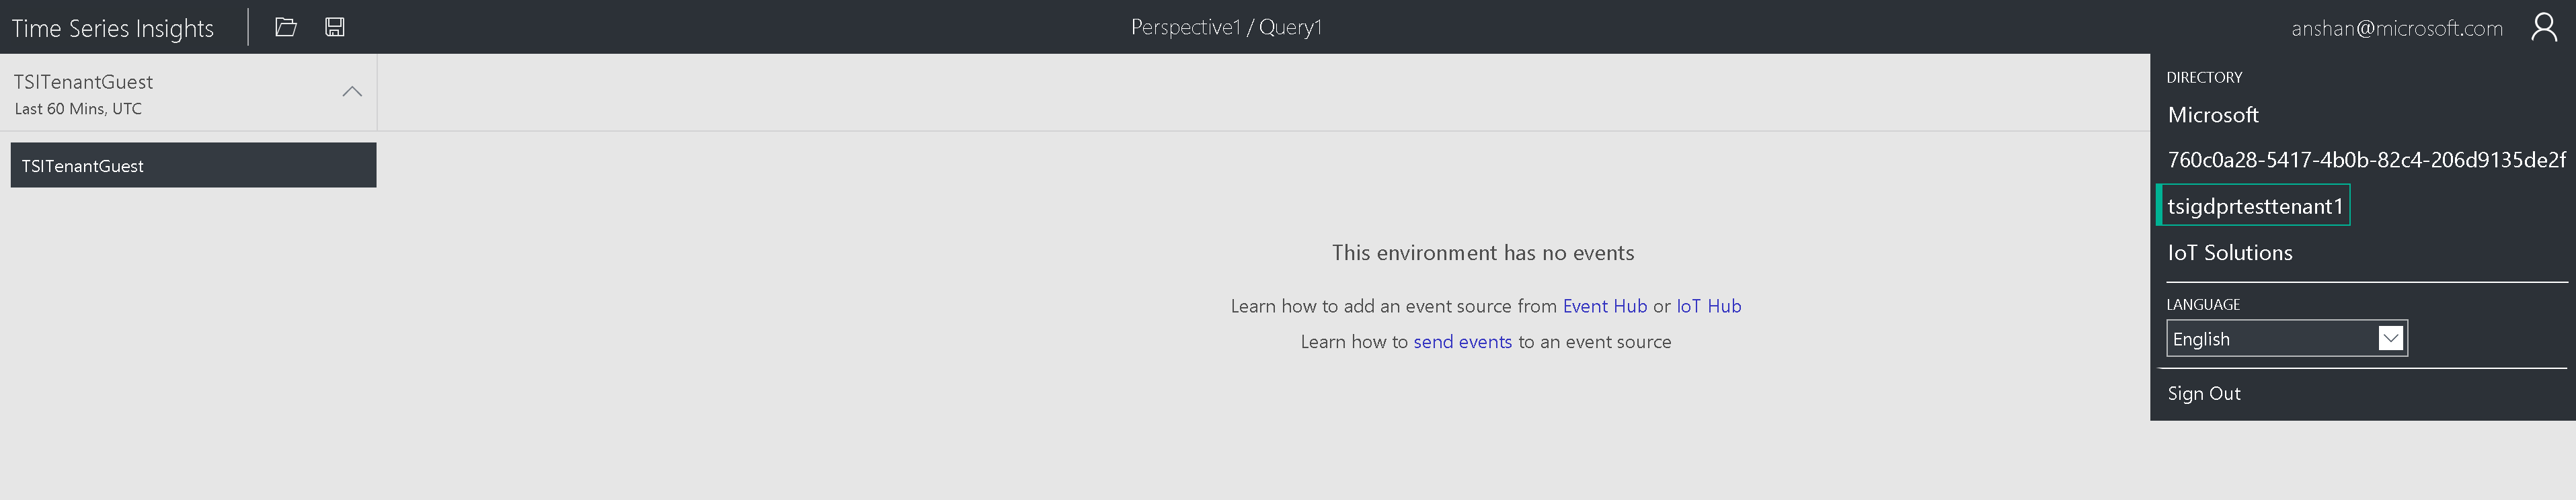 Time Series Insights
Perspective1 / Query1
anshan@microsoft.com
TSITenantGuest
Last 60 Mins, UTC
TSITenantGuest
This environment has no events
Learn how to add an event source from Event Hub or IoT Hub
Learn how to send events to an event source
DIRECTORY
Microsoft
760c0a28-5417-4b0b-82c4-206d9135de2f
tsigdprtesttenant1
IoT Solutions
LANGUAGE
English
Sign Out